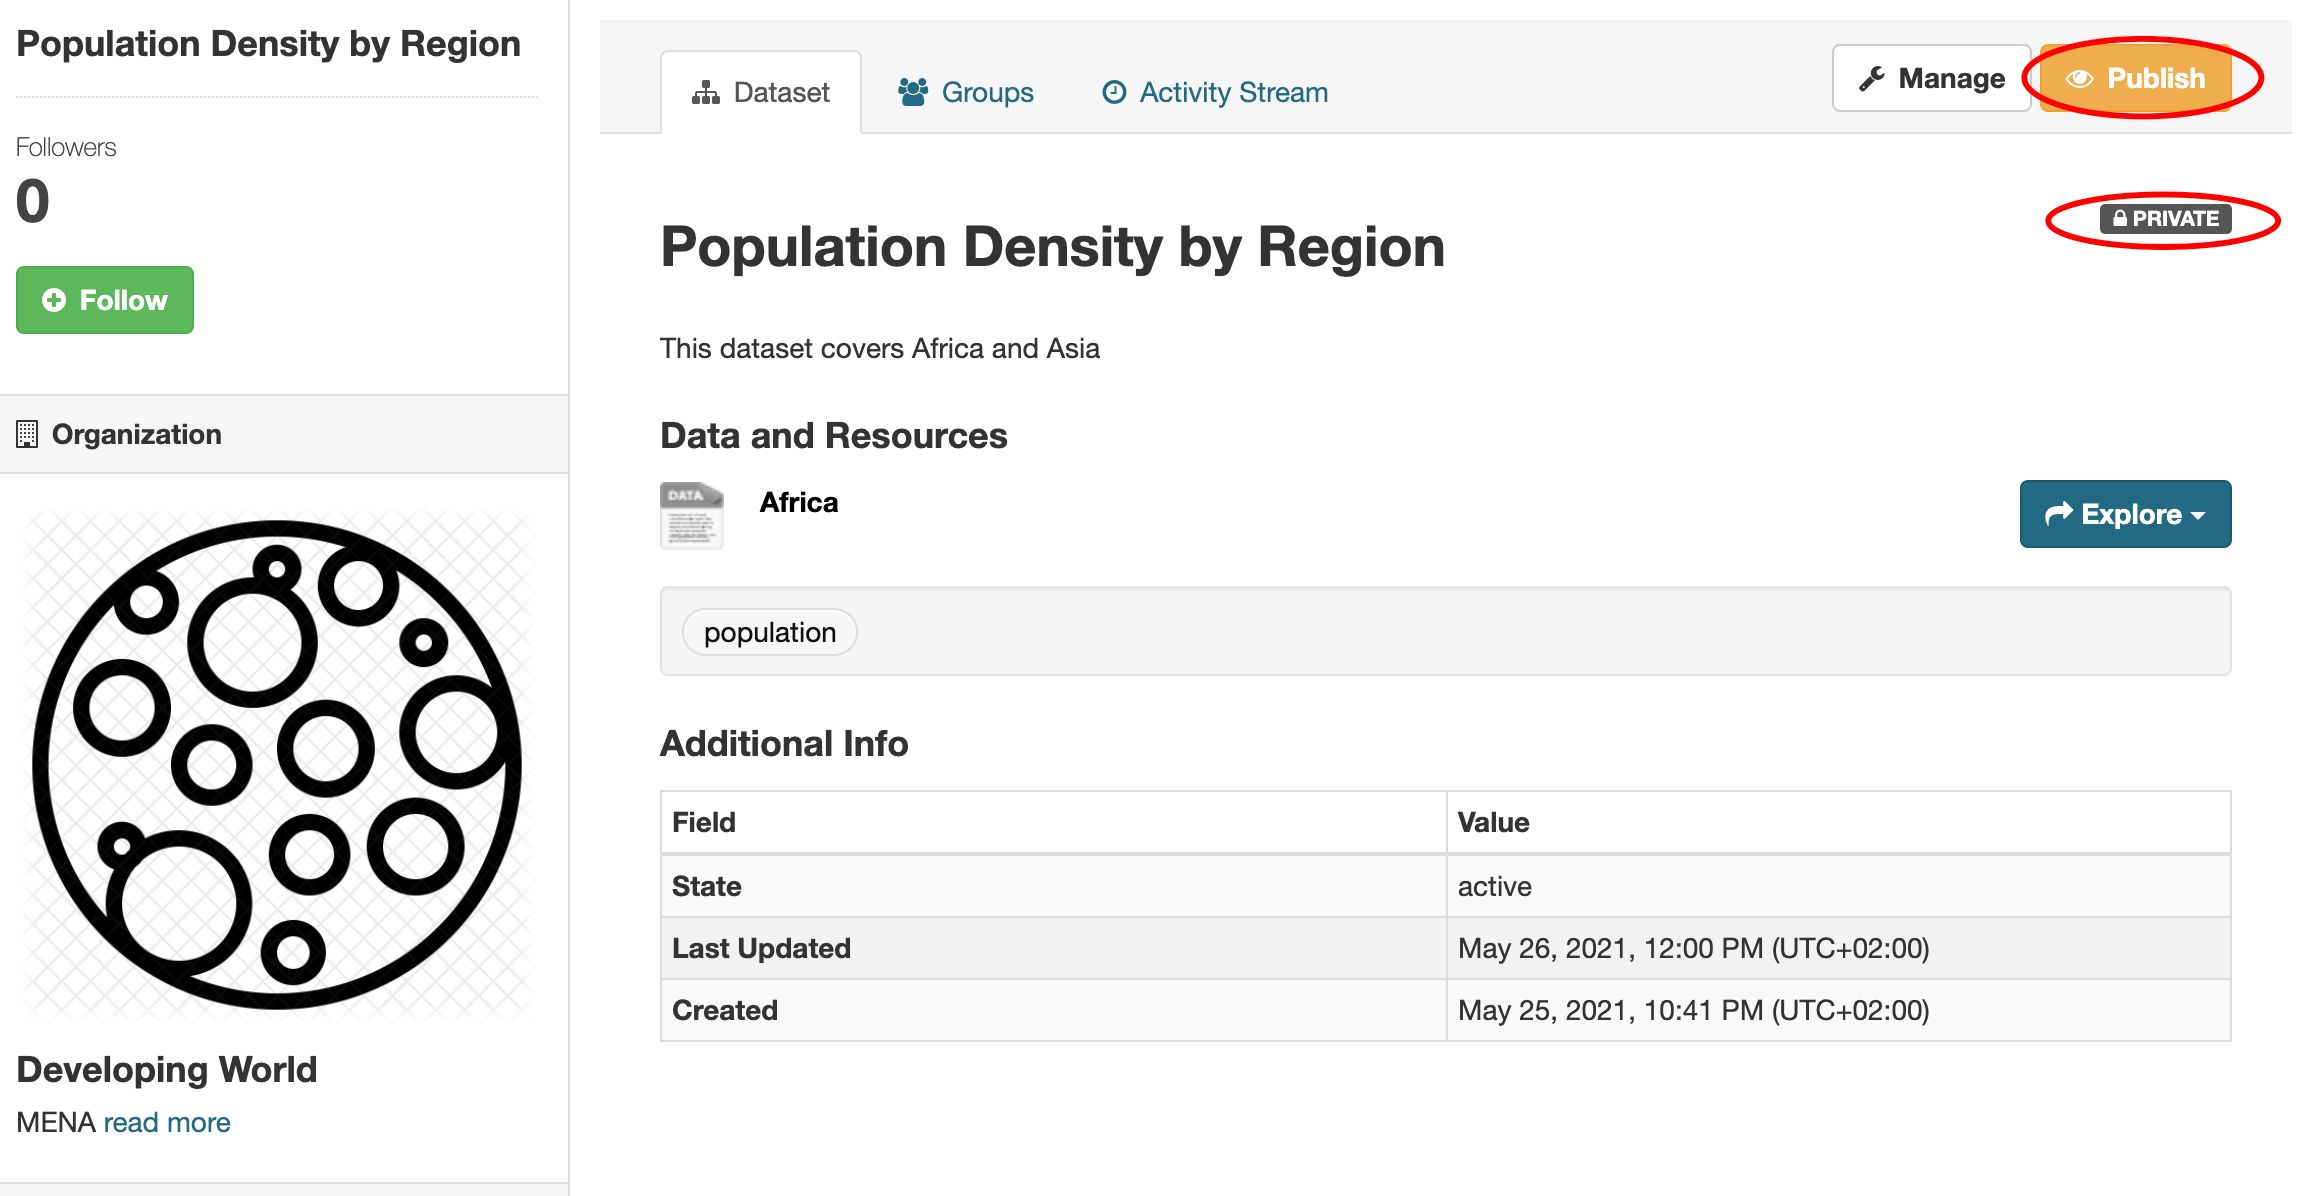 Population Density by Region
Followers
0
Follow
Organization
Developing World
MENA read more
Dataset
Groups
Activity Stream
Manage
Publish
PRIVATE
Population Density by Region
This dataset covers Africa and Asia
Data and Resources
DATA
Africa
Explore
population
Additional Info
Field Value
State active
Last Updated May 26, 2021, 12:00 PM (UTC+02:00)
Created May 25, 2021, 10:41 PM (UTC+02:00)